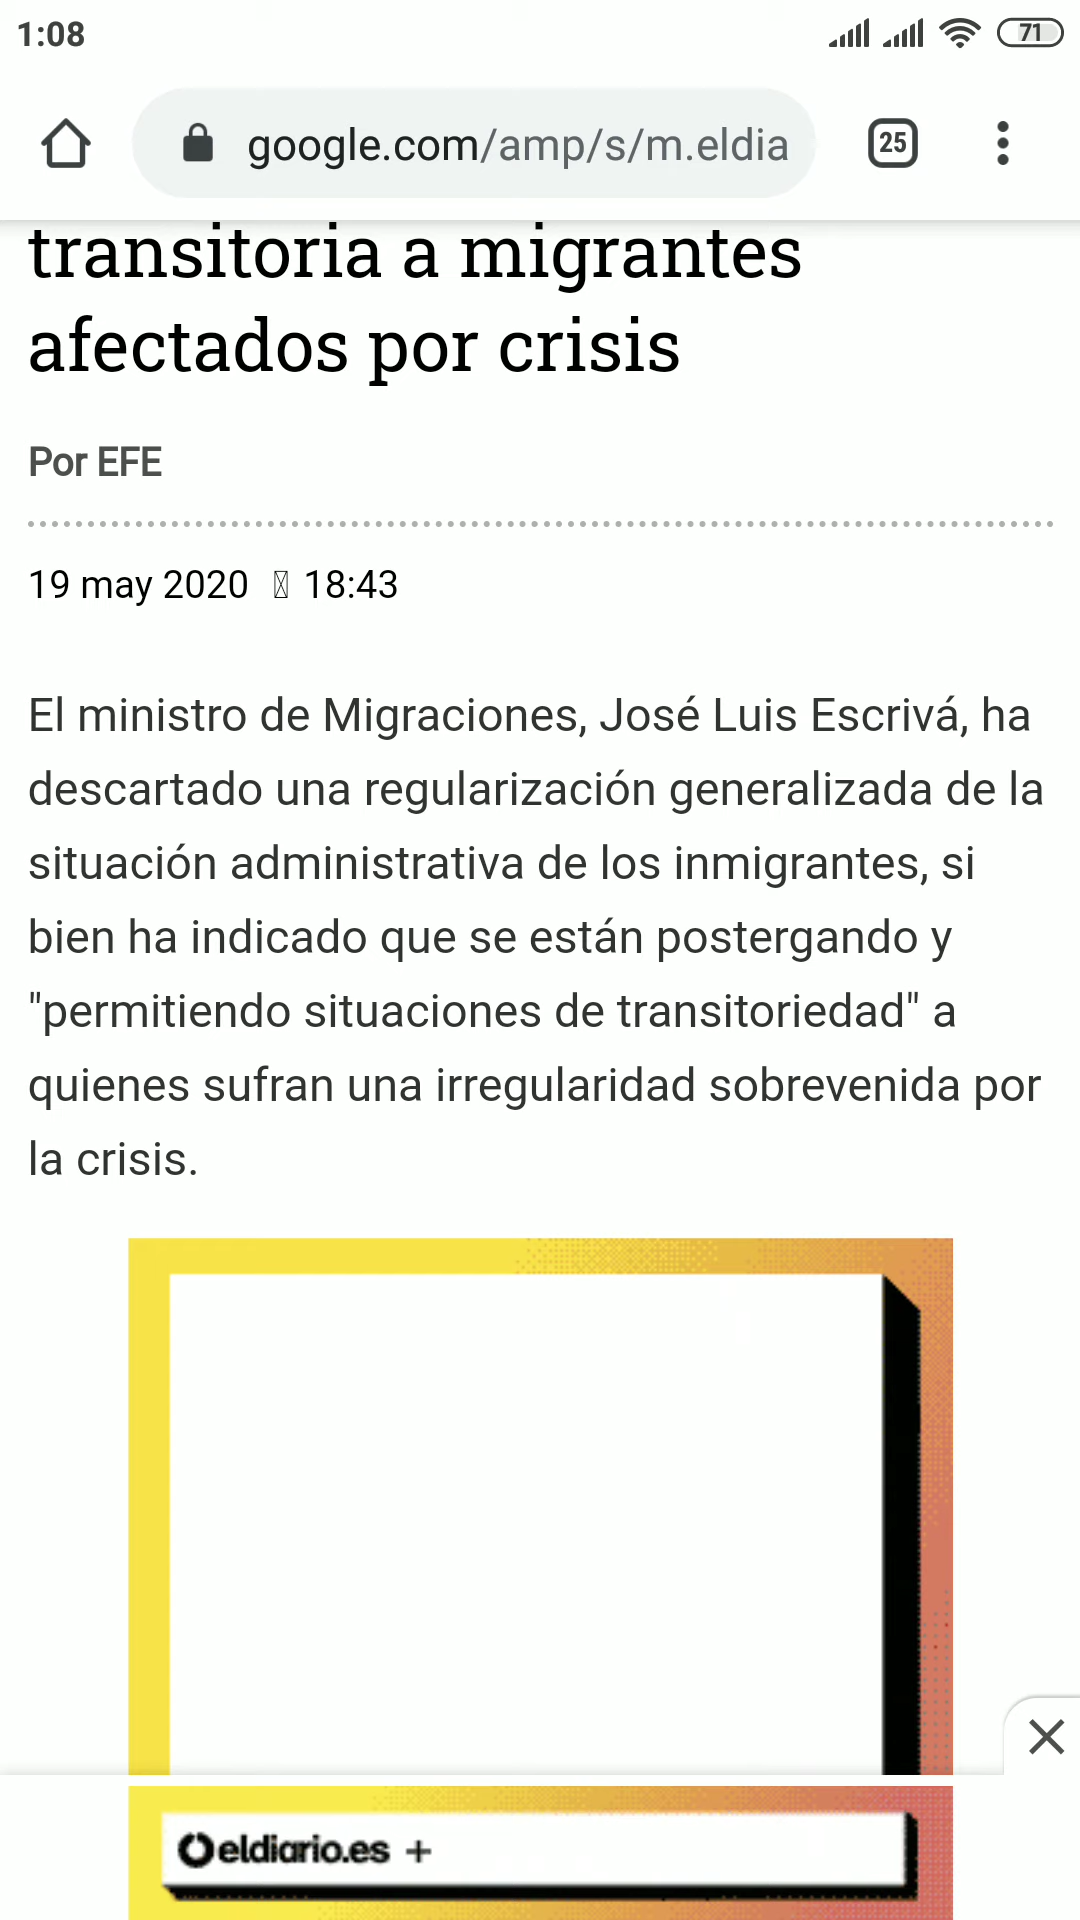 1:08
71
google.com/amp/s/m.eldia
25
transitoria a migrantes
afectados por crisis
Por EFE
19 may 2020 18:43
El ministro de Migraciones, José Luis Escrivá, ha
descartado una regularización generalizada de la
situación administrativa de los inmigrantes, si
bien ha indicado que se están postergando y
"permitiendo situaciones de transitoriedad" a
quienes sufran una irregularidad sobrevenida por
la crisis.
eldiario.es +